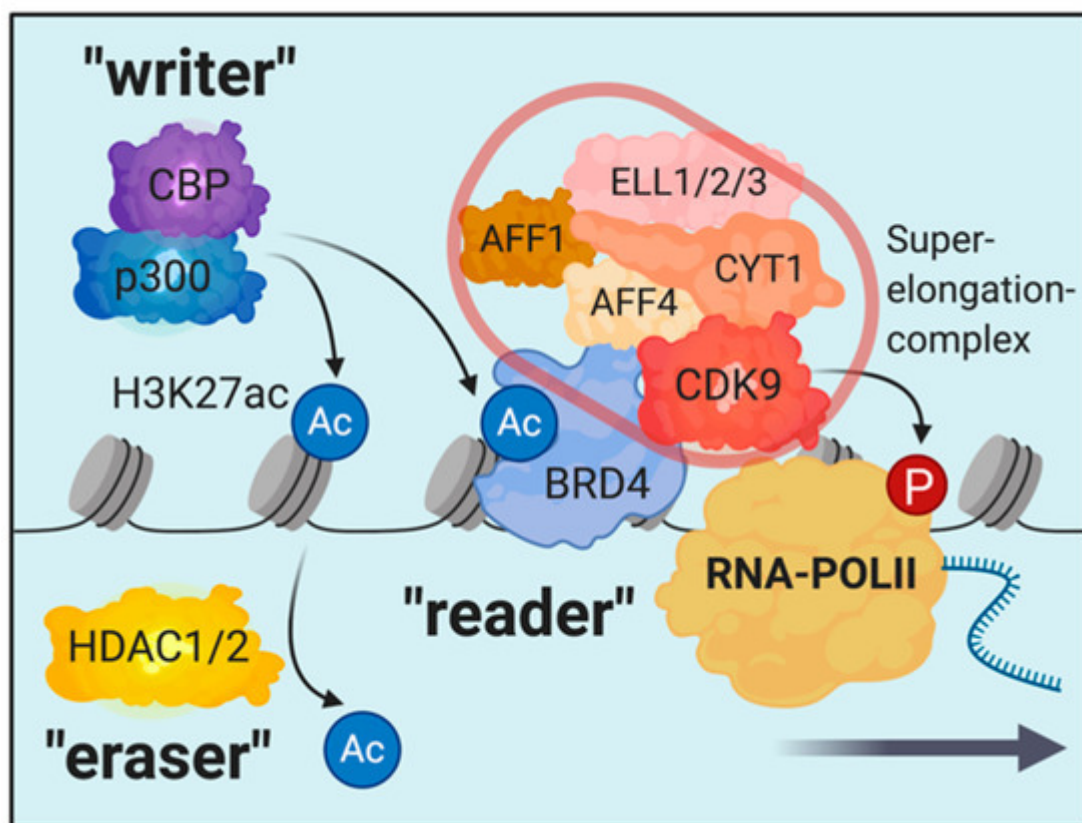 "writer"
CBP
p300
H3K27ac
Ac
Ac
ELL1/2/3
AFF1
CYT1
AFF4
CDK9
Super-
elongation-
complex
BRD4
P
RNA-POLII
"reader"
HDAC1/2
"eraser"
Ac